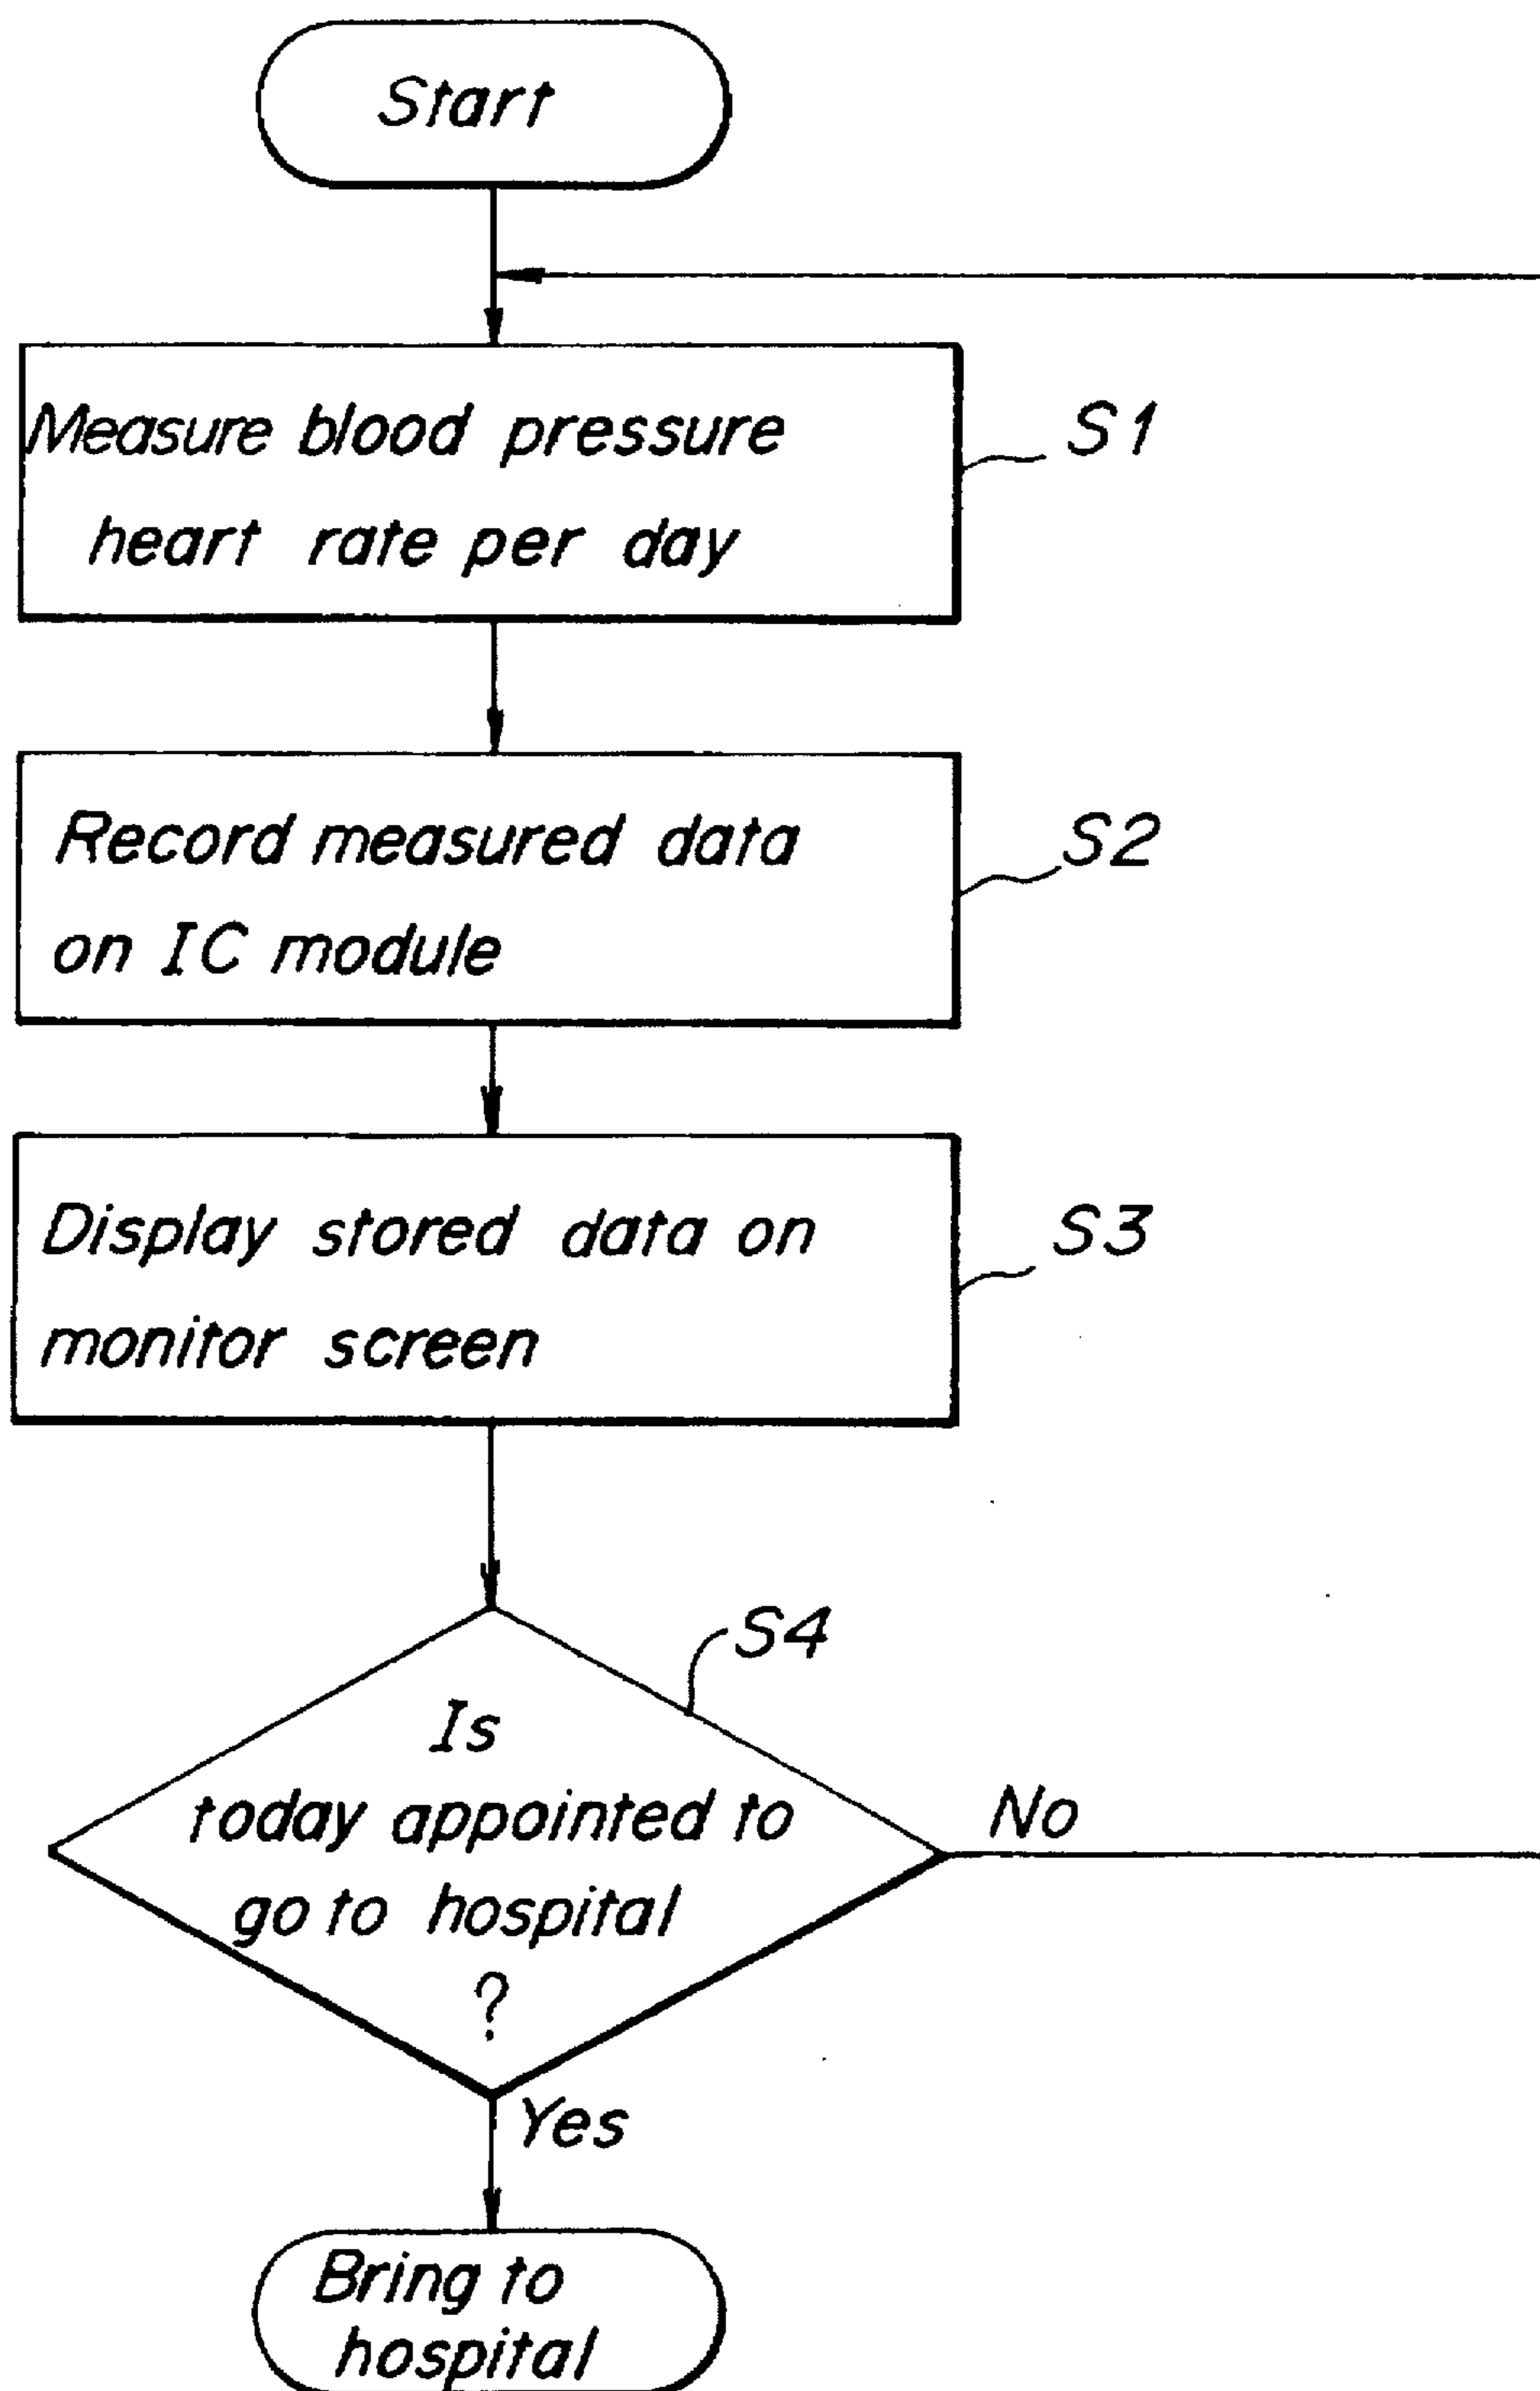 Start
Measure blood pressure
heart rate per day
S1
Record measured data
on IC module
S2
Display stored data on
monitor screen
S3
S4
Is
today appointed to
go to hospital
?
No
Yes
Bring to
hospital